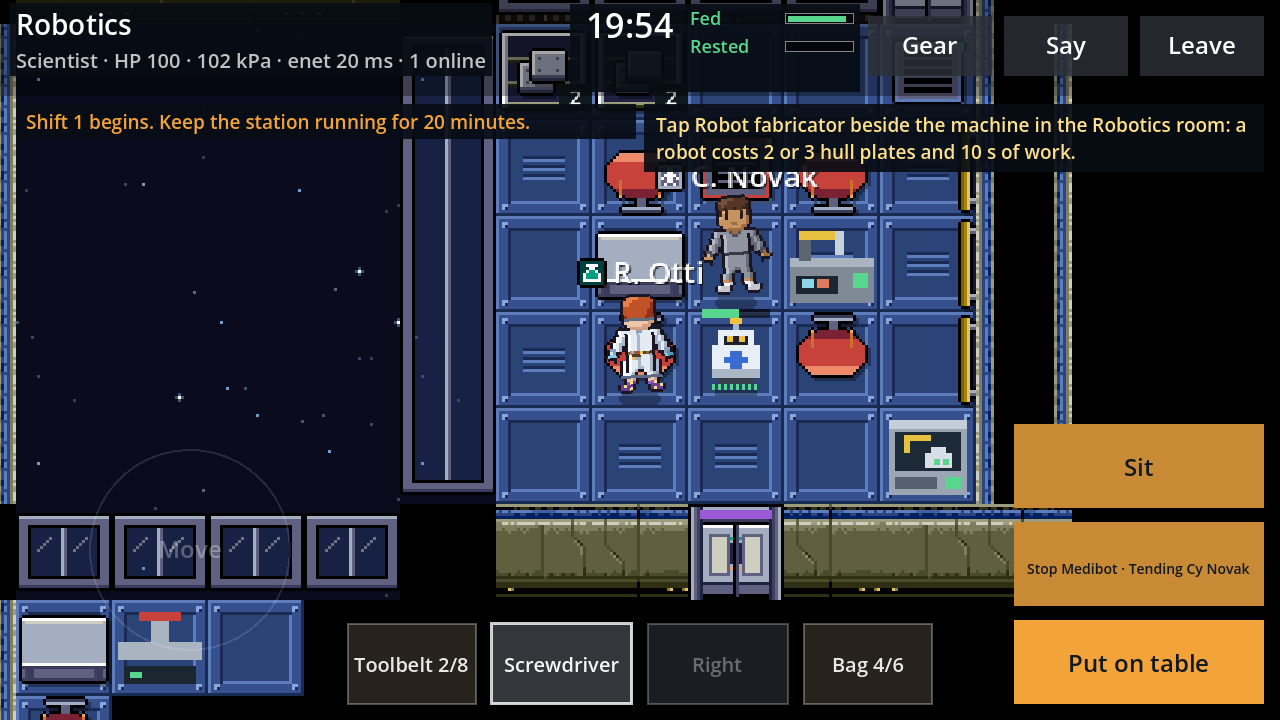 Robotics
Scientist · HP 100 · 102 kPa · enet 20 ms · 1 online
19:54
Fed
Rested
Gear
Say
Leave
Shift 1 begins. Keep the station running for 20 minutes.
Tap Robot fabricator beside the machine in the Robotics room: a
robot costs 2 or 3 hull plates and 10 s of work.
2
2
C. Novak
R. Otti
Move
Sit
Stop Medibot · Tending Cy Novak
Put on table
Toolbelt 2/8
Screwdriver
Right
Bag 4/6